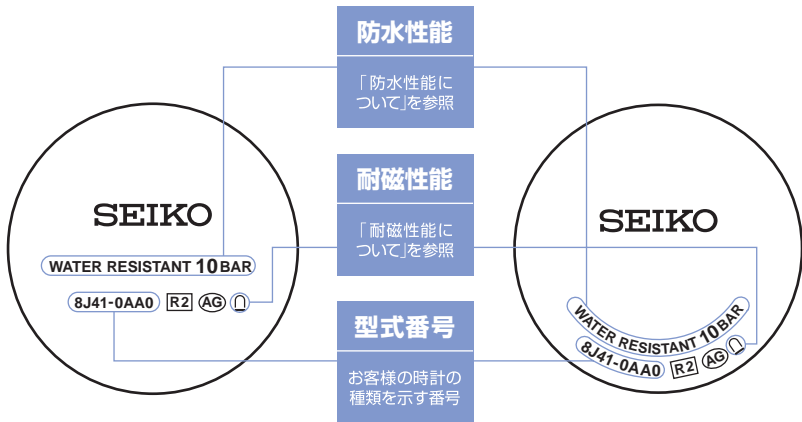 防水性能
「防水性能に
ついて」を参照
耐磁性能
「耐磁性能に
ついて」を参照
型式番号
お客様の時計の
種類を示す番号
SEIKO
WATER RESISTANT 10 BAR
8J41-0AA0 R2 AG
SEIKO
WATER RESISTANT 10 BAR
8J41-0AA0 R2 AG